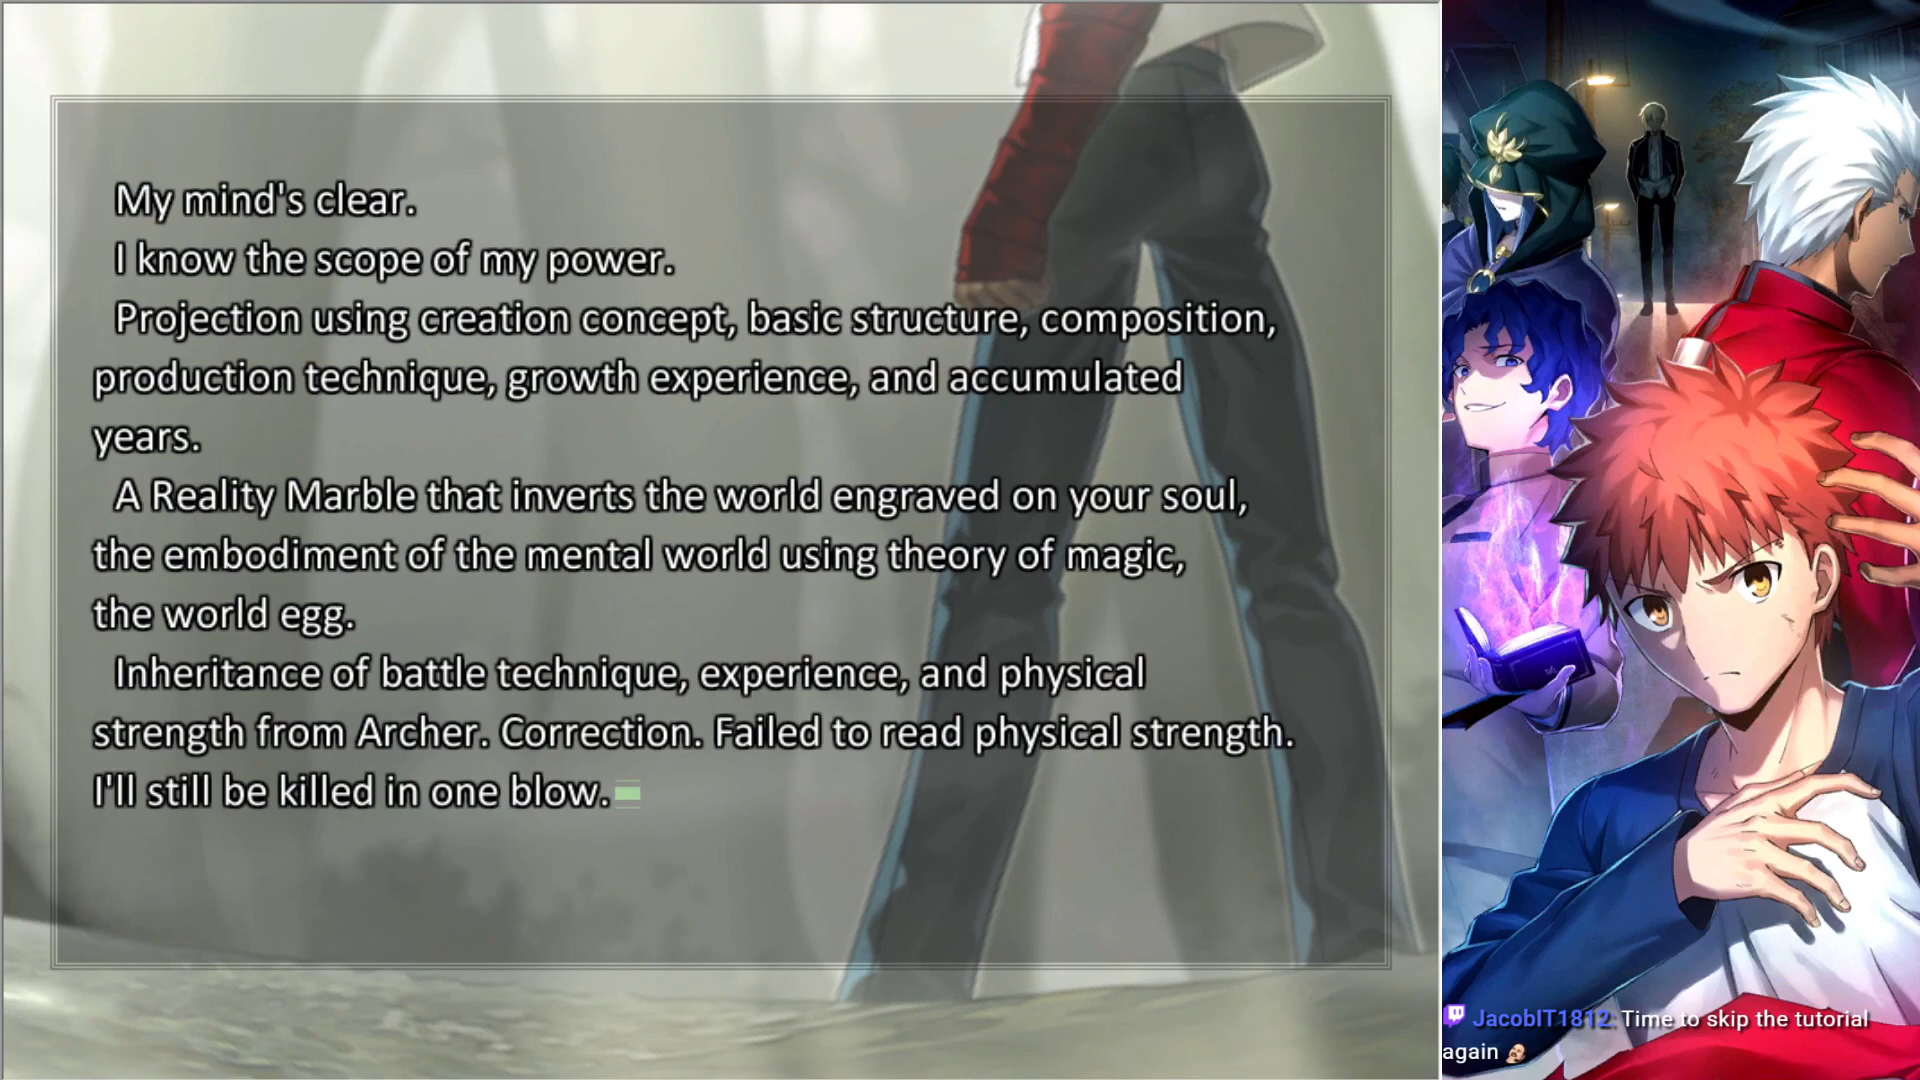 My mind's clear.
I know the scope of my power.
Projection using creation concept, basic structure, composition,
production technique, growth experience, and accumulated
years.
A Reality Marble that inverts the world engraved on your soul,
the embodiment of the mental world using theory of magic,
the world egg.
Inheritance of battle technique, experience, and physical
strength from Archer. Correction. Failed to read physical strength.
I'll still be killed in one blow.
JacobIT1812: Time to skip the tutorial
again